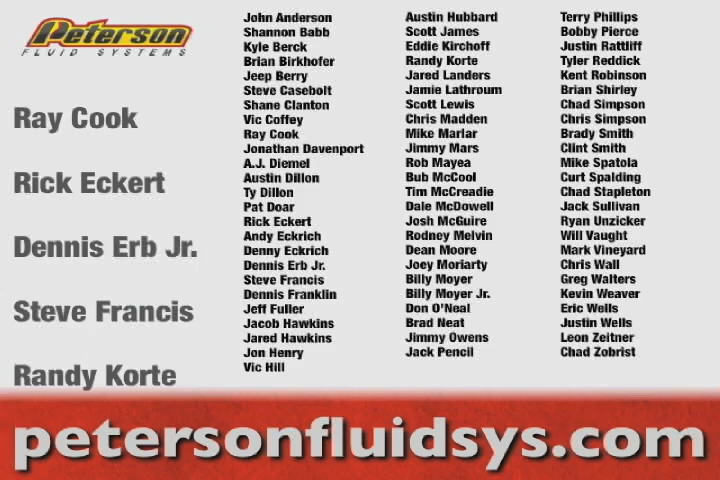 Peterson
FLUID SYSTEMS
Ray Cook
Rick Eckert
Dennis Erb Jr.
Steve Francis
Randy Korte
John Anderson
Shannon Babb
Kyle Berck
Brian Birkhofer
Jeep Berry
Steve Casebolt
Shane Clanton
Vic Coffey
Ray Cook
Jonathan Davenport
A.J. Diemel
Austin Dillon
Ty Dillon
Pat Doar
Rick Eckert
Andy Eckrich
Denny Eckrich
Dennis Erb Jr.
Steve Francis
Dennis Franklin
Jeff Fuller
Jacob Hawkins
Jared Hawkins
Jon Henry
Vic Hill
Austin Hubbard
Scott James
Eddie Kirchoff
Randy Korte
Jared Landers
Jamie Lathroum
Scott Lewis
Chris Madden
Mike Marlar
Jimmy Mars
Rob Mayea
Bub McCool
Tim McCreadie
Dale McDowell
Josh McGuire
Rodney Melvin
Dean Moore
Joey Moriarty
Billy Moyer
Billy Moyer Jr.
Don O'Neal
Brad Neat
Jimmy Owens
Jack Pencil
Terry Phillips
Bobby Pierce
Justin Rattliff
Tyler Reddick
Kent Robinson
Brian Shirley
Chad Simpson
Chris Simpson
Brady Smith
Clint Smith
Mike Spatola
Curt Spalding
Chad Stapleton
Jack Sullivan
Ryan Unzicker
Will Vaught
Mark Vineyard
Chris Wall
Greg Walters
Kevin Weaver
Eric Wells
Justin Wells
Leon Zeitner
Chad Zobrist
petersonfluidsys.com